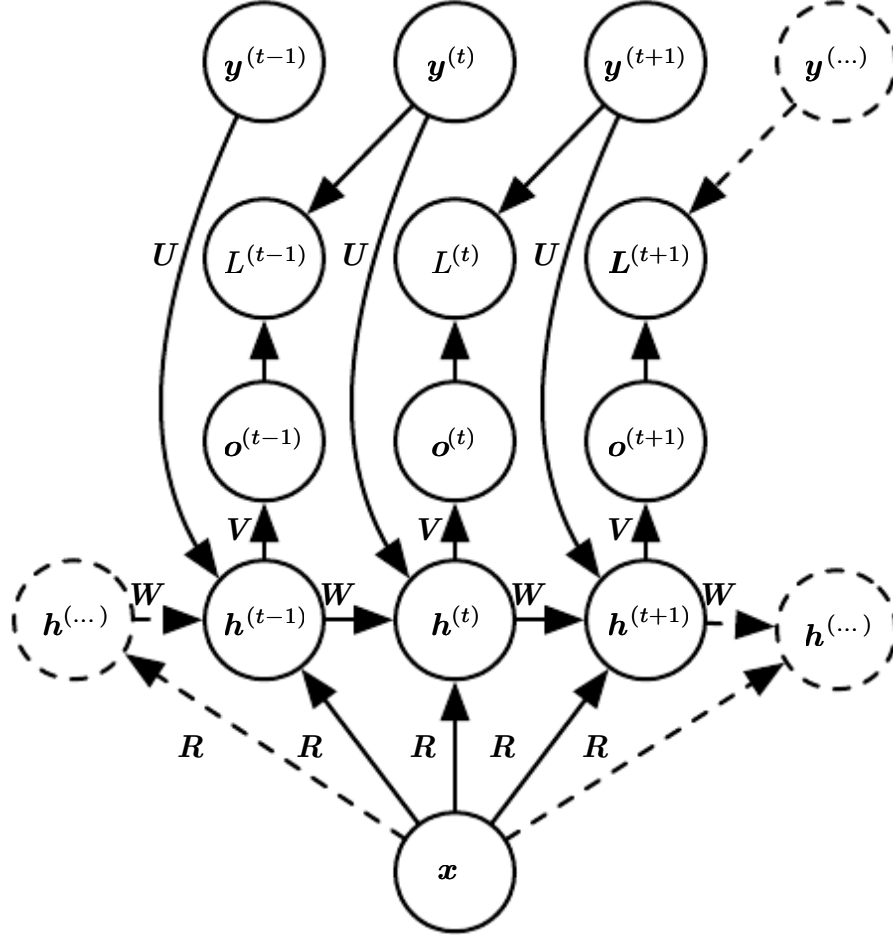 y(t−1) y(t) y(t+1) y(...)
U L(t−1) U L(t) U L(t+1)
o(t−1) o(t) o(t+1)
V V V
W W W W
h(...) h(t−1) h(t) h(t+1) h(...)
R R R R R
x